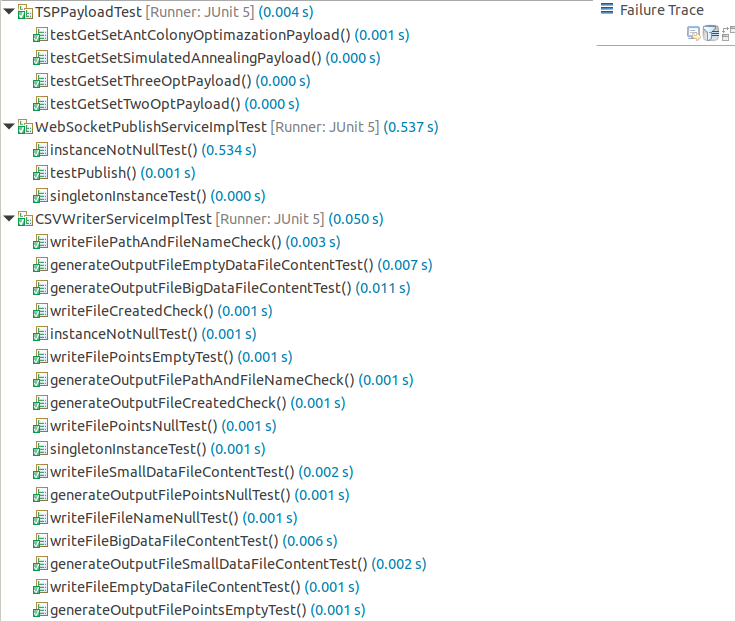 TSPPayloadTest [Runner: JUnit 5] (0.004 s)
Failure Trace
testGetSetAntColonyOptimazationPayload() (0.001 s)
testGetSetSimulatedAnnealingPayload() (0.000 s)
testGetSetThreeOptPayload() (0.000 s)
testGetSetTwoOptPayload() (0.000 s)
WebSocketPublishServiceImplTest [Runner: JUnit 5] (0.537 s)
instanceNotNullTest() (0.534 s)
testPublish() (0.001 s)
singletonInstanceTest() (0.000 s)
CSVWriterServiceImplTest [Runner: JUnit 5] (0.050 s)
writeFilePathAndFileNameCheck() (0.003 s)
generateOutputFileEmptyDataFileContentTest() (0.007 s)
generateOutputFileBigDataFileContentTest() (0.011 s)
writeFileCreatedCheck() (0.001 s)
instanceNotNullTest() (0.001 s)
writeFilePointsEmptyTest() (0.001 s)
generateOutputFilePathAndFileNameCheck() (0.001 s)
generateOutputFileCreatedCheck() (0.001 s)
writeFilePointsNullTest() (0.001 s)
singletonInstanceTest() (0.001 s)
writeFileSmallDataFileContentTest() (0.002 s)
generateOutputFilePointsNullTest() (0.001 s)
writeFileFileNameNullTest() (0.001 s)
writeFileBigDataFileContentTest() (0.006 s)
generateOutputFileSmallDataFileContentTest() (0.002 s)
writeFileEmptyDataFileContentTest() (0.001 s)
generateOutputFilePointsEmptyTest() (0.001 s)